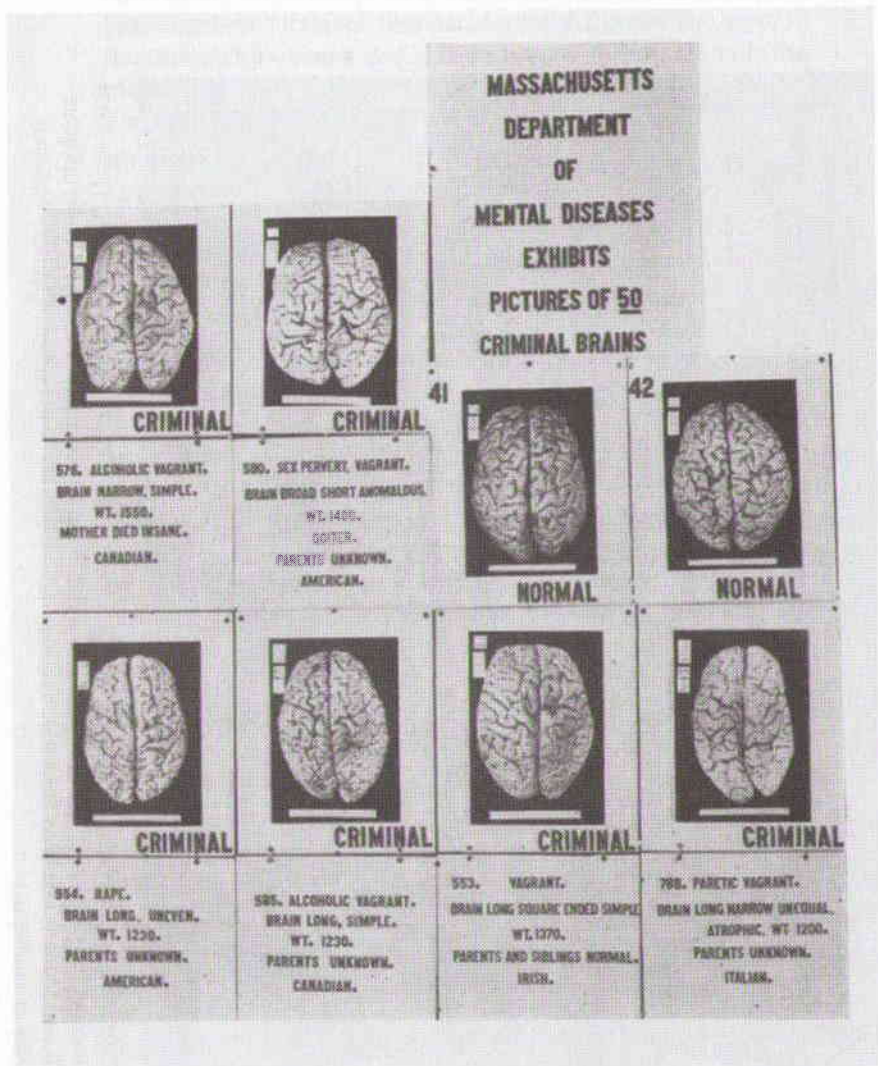 MASSACHUSETTS
DEPARTMENT
OF
MENTAL DISEASES
EXHIBITS
PICTURES OF 50
CRIMINAL BRAINS
CRIMINAL
576. ALCOHOLIC VAGRANT.
BRAIN NARROW, SIMPLE.
WT. 1550.
MOTHER DIED INSANE.
CANADIAN.
CRIMINAL
580. SEX PERVERT, VAGRANT.
BRAIN BROAD SHORT ANOMALOUS.
WT. 1400.
GOITER.
PARENTS UNKNOWN.
AMERICAN.
41
NORMAL
42
NORMAL
CRIMINAL
554. RAPE.
BRAIN LONG, UNEVEN.
WT. 1230.
PARENTS UNKNOWN.
AMERICAN.
CRIMINAL
585. ALCOHOLIC VAGRANT.
BRAIN LONG, SIMPLE.
WT. 1230.
PARENTS UNKNOWN.
CANADIAN.
CRIMINAL
553. VAGRANT.
BRAIN LONG SQUARE ENDED SIMPLE
WT. 1370.
PARENTS AND SIBLINGS NORMAL.
IRISH.
CRIMINAL
PARETIC VAGRANT.
BRAIN LONG NARROW UNEQUAL.
ATROPHIC. WT 1200.
PARENTS UNKNOWN.
ITALIAN.